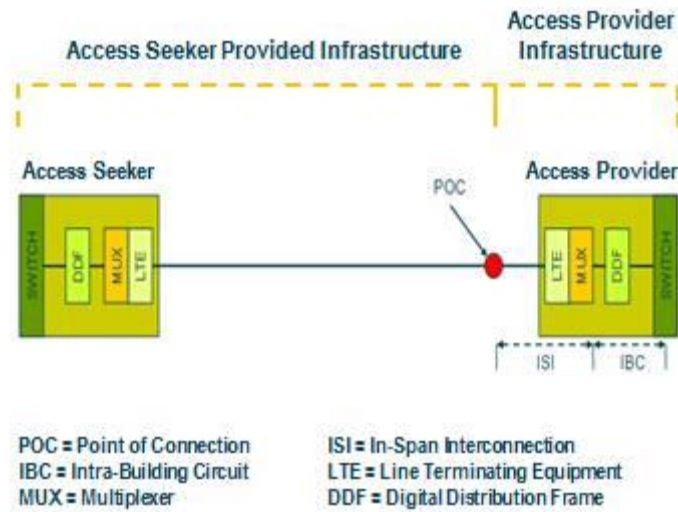 Access Seeker Provided Infrastructure
Access Provider
Infrastructure
Access Seeker
POC
Access Provider
SWITCH
DDF
MUX
LTE
LTE
MUX
DDF
SWITCH
ISI
IBC
POC = Point of Connection
IBC = Intra-Building Circuit
MUX = Multiplexer
ISI = In-Span Interconnection
LTE = Line Terminating Equipment
DDF = Digital Distribution Frame